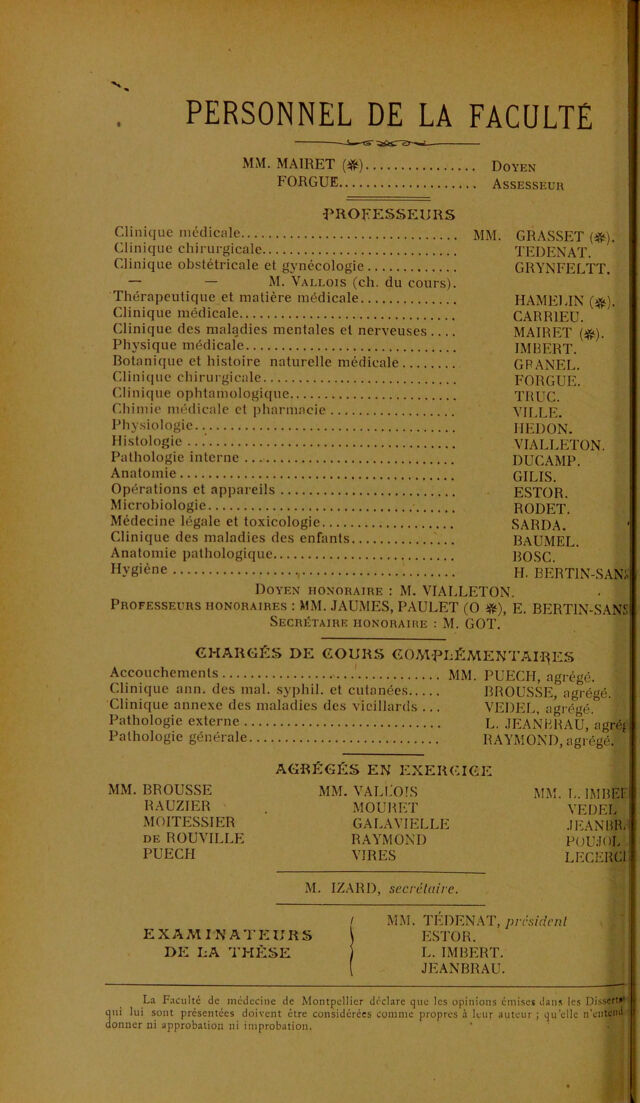 PERSONNEL DE LA FACULTÉ
MM. MAIRET (✻)................. DOYEN
FORGUE..................... ASSESSEUR
PROFESSEURS
Clinique médicale.................................. MM. GRASSET (✻).
Clinique chirurgicale.............................. TEDENAT.
Clinique obstétricale et gynécologie.............. GRYNFELTT.
— — M. VALLOIS (ch. du cours).
Thérapeutique et matière médicale............... HAMELIN (✻).
Clinique médicale.................................. CARRIEU.
Clinique des maladies mentales et nerveuses.... MAIRET (✻).
Physique médicale................................. IMBERT.
Botanique et histoire naturelle médicale......... GRANEL.
Clinique chirurgicale.............................. FORGUE.
Clinique ophtamologique.......................... TRUC.
Chimie médicale et pharmacie.................... VILLE.
Physiologie......................................... HEDON.
Histologie.......................................... VIALLETON.
Pathologie interne................................. DUCAMP.
Anatomie........................................... GILIS.
Opérations et appareils........................... ESTOR.
Microbiologie...................................... RODET.
Médecine légale et toxicologie..................... SARDA.
Clinique des maladies des enfants................ BAUMEL.
Anatomie pathologique............................ BOSC.
Hygiène............................................ H. BERTIN-SANS
DOYEN HONORAIRE : M. VIALLETON.
PROFESSEURS HONORAIRES : MM. JAUMES, PAULET (O ✻), E. BERTIN-SANS
SECRÉTAIRE HONORAIRE : M. GOT.
CHARGÉS DE COURS COMPLÉMENTAIRES
Accouchements.................................. MM. PUECH, agrégé.
Clinique ann. des mal. syphil. et cutanées..... BROUSSE, agrégé.
Clinique annexe des maladies des vieillards... VEDEL, agrégé.
Pathologie externe............................... L. JEANBRAU, agrég
Pathologie générale.............................. RAYMOND, agrégé.
AGRÉGÉS EN EXERCICE
MM. BROUSSE MM. VALLOIS MM. L. IMBER
RAUZIER MOURET VEDEL
MOITESSIER GALAVIELLE JEANBR
DE ROUVILLE RAYMOND POUJOL
PUECH VIRES LECERCL
M. IZARD, secrétaire.
EXAMINATEURS
DE LA THÈSE
MM. TÉDENAT, président
ESTOR.
L. IMBERT.
JEANBRAU.
La Faculté de médecine de Montpellier déclare que les opinions émises dans les Dissert
qui lui sont présentées doivent être considérées comme propres à leur auteur ; qu'elle n'entend
donner ni approbation ni improbation.